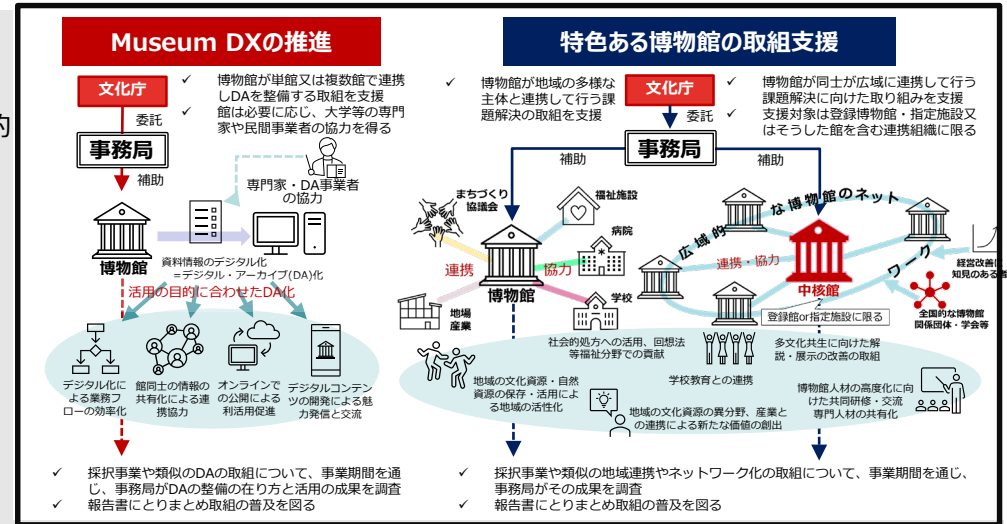 的
Museum DXの推進
文化庁
委託
事務局
補助
✓ 博物館が単館又は複数館で連携
しDAを整備する取組を支援
✓ 館は必要に応じ、大学等の専門
家や民間事業者の協力を得る
専門家・DA事業者
の協力
博物館
資料情報のデジタル化
＝デジタル・アーカイブ(DA)化
活用の目的に合わせたDA化
デジタル化に
よる業務フ
ローの効率化
館同士の情報の
共有化による連
携協力
オンラインで
の公開による
利活用促進
デジタルコンテン
ツの開発による魅
力発信と交流
✓ 採択事業や類似のDAの取組について、事業期間を通
じ、事務局がDAの整備の在り方と活用の成果を調査
✓ 報告書にとりまとめ取組の普及を図る
特色ある博物館の取組支援
✓ 博物館が地域の多様な
主体と連携して行う課
題解決の取組を支援
文化庁
委託
事務局
補助
補助
✓ 博物館が同士が広域に連携して行う
課題解決に向けた取り組みを支援
✓ 支援対象は登録博物館・指定施設又
はそうした館を含む連携組織に限る
まちづくり
協議会
福祉施設
病院
連携
協力
博物館
地場
産業
学校
広域的な博物館のネットワーク
連携・協力
中核館
登録館or指定施設に限る
経営改善に
知見のある者
全国的な博物館
関係団体・学会等
社会的処方への活用、回想法
等福祉分野での貢献
多文化共生に向けた解
説・展示の改善の取組
地域の文化資源・自然
資源の保存・活用によ
る地域の活性化
学校教育との連携
地域の文化資源の異分野、産業と
の連携による新たな価値の創出
博物館人材の高度化に向
けた共同研修・交流
専門人材の共有化
✓ 採択事業や類似の地域連携やネットワーク化の取組について、事業期間を通じ、
事務局がその成果を調査
✓ 報告書にとりまとめ取組の普及を図る